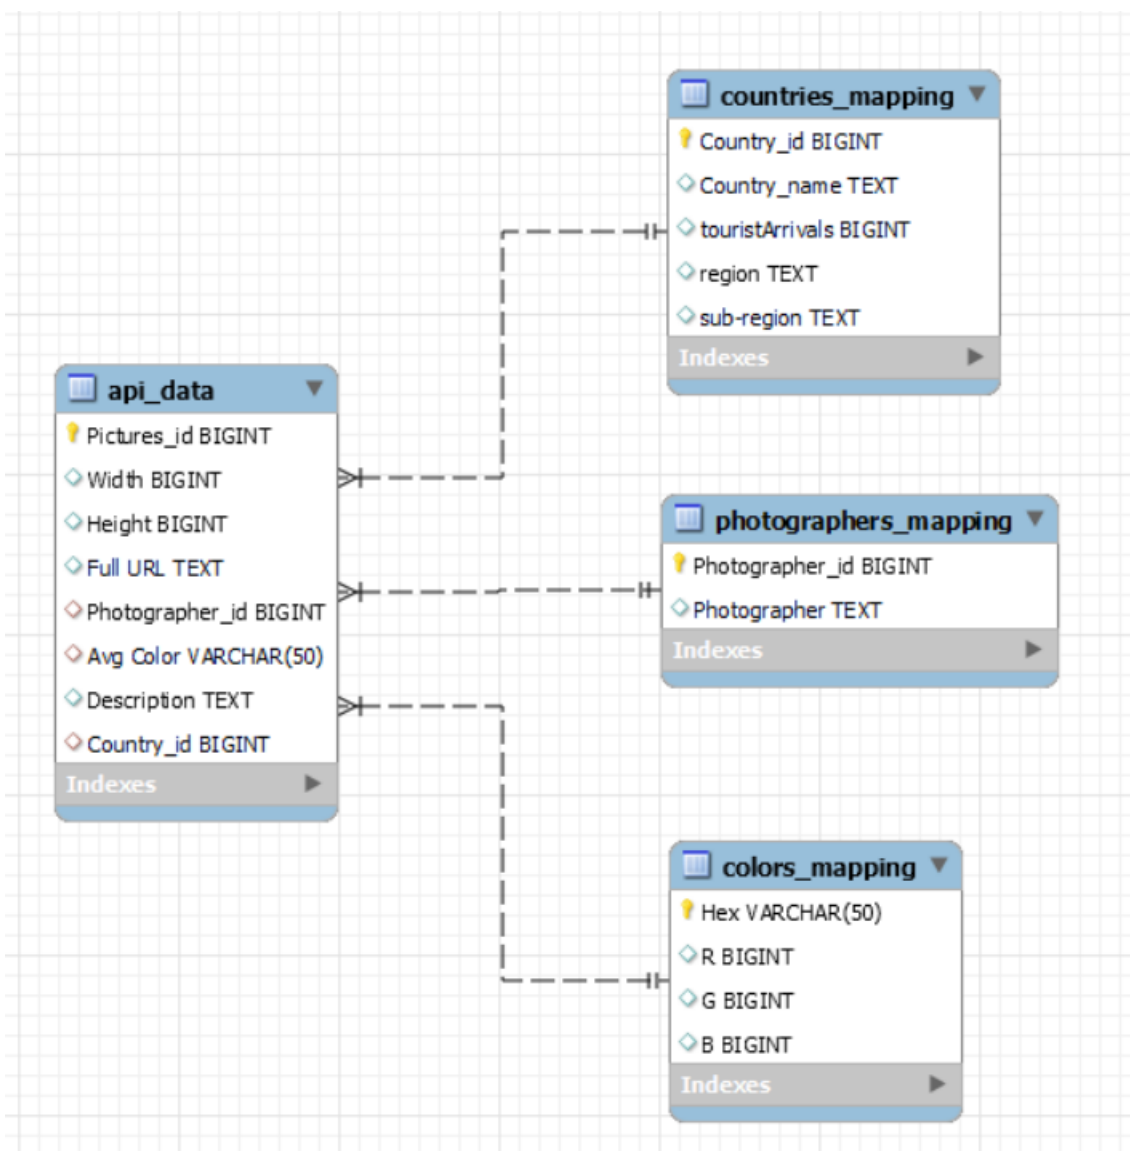 countries_mapping
Country_id BIGINT
Country_name TEXT
touristArrivals BIGINT
region TEXT
sub-region TEXT
Indexes
api_data
Pictures_id BIGINT
Width BIGINT
Height BIGINT
Full URL TEXT
Photographer_id BIGINT
Avg Color VARCHAR(50)
Description TEXT
Country_id BIGINT
Indexes
photographers_mapping
Photographer_id BIGINT
Photographer TEXT
Indexes
colors_mapping
Hex VARCHAR(50)
R BIGINT
G BIGINT
B BIGINT
Indexes